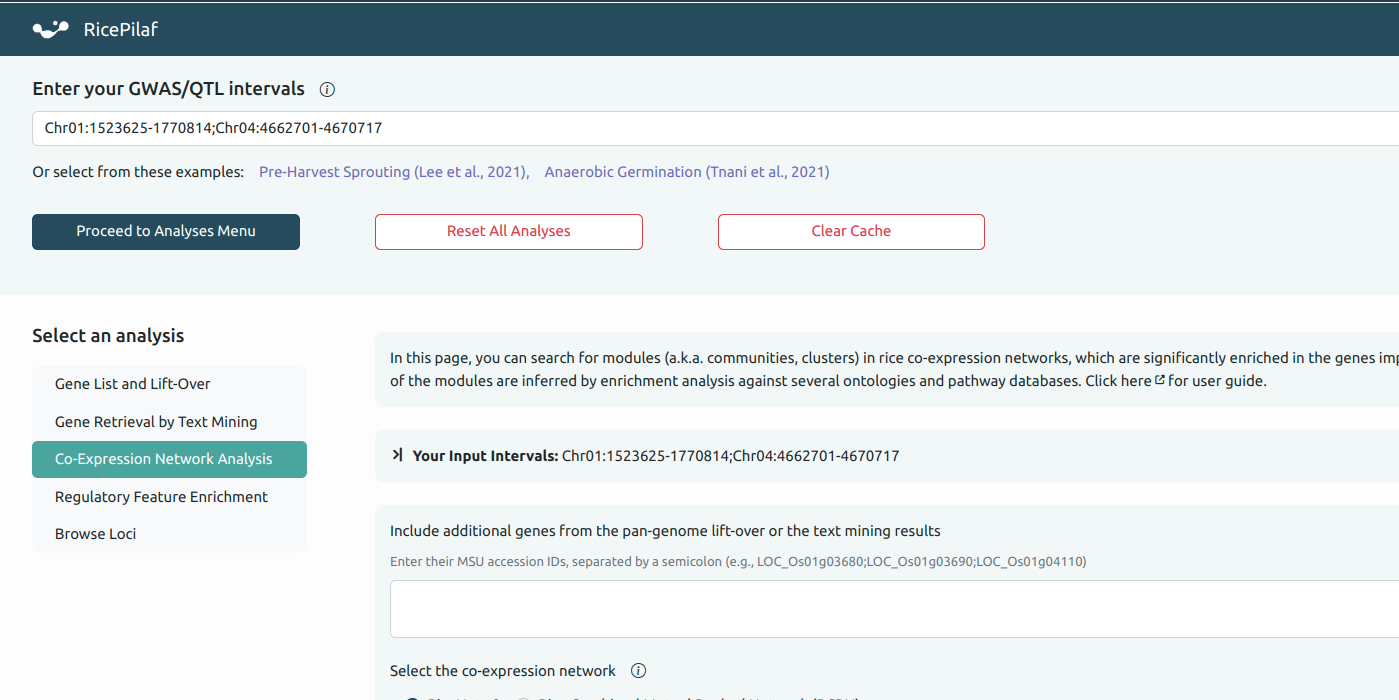 RicePilaf
Enter your GWAS/QTL intervals
Chr01:1523625-1770814;Chr04:4662701-4670717
Or select from these examples: Pre-Harvest Sprouting (Lee et al., 2021), Anaerobic Germination (Tnani et al., 2021)
Proceed to Analyses Menu
Reset All Analyses
Clear Cache
Select an analysis
Gene List and Lift-Over
Gene Retrieval by Text Mining
Co-Expression Network Analysis
Regulatory Feature Enrichment
Browse Loci
In this page, you can search for modules (a.k.a. communities, clusters) in rice co-expression networks, which are significantly enriched in the genes
of the modules are inferred by enrichment analysis against several ontologies and pathway databases. Click here for user guide.
Your Input Intervals: Chr01:1523625-1770814;Chr04:4662701-4670717
Include additional genes from the pan-genome lift-over or the text mining results
Enter their MSU accession IDs, separated by a semicolon (e.g., LOC_Os01g03680;LOC_Os01g03690;LOC_Os01g04110)
Select the co-expression network